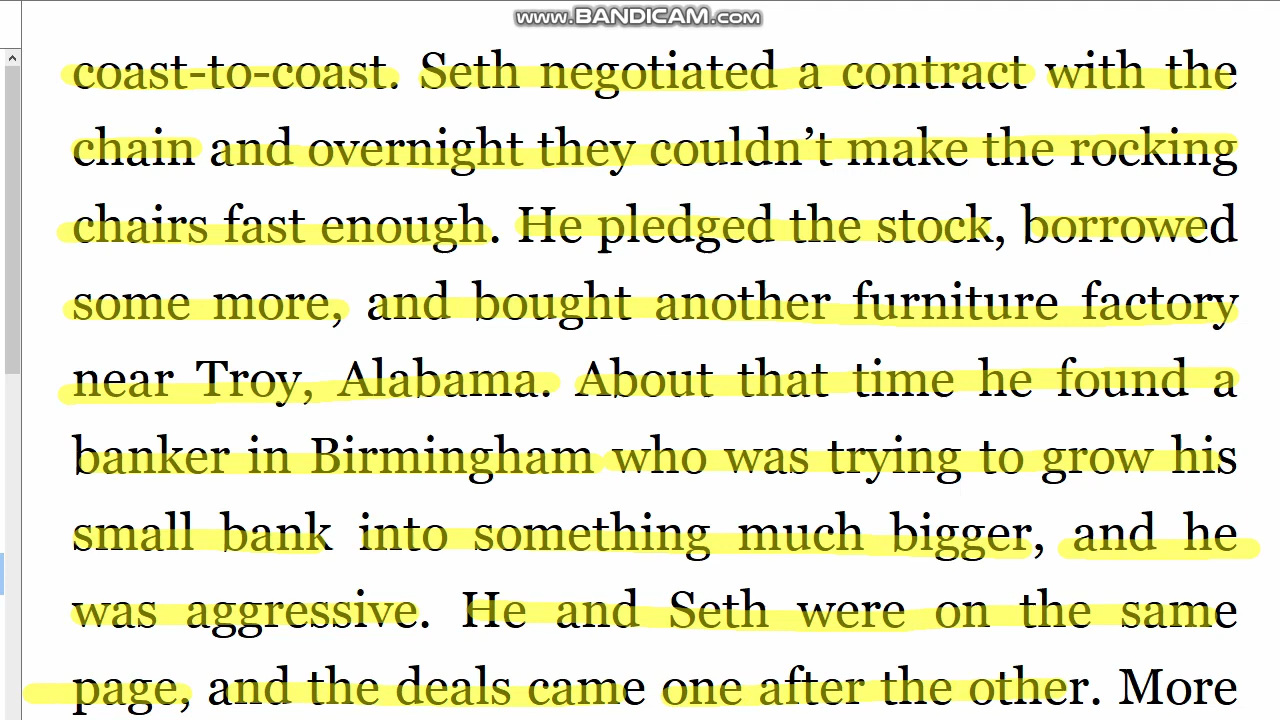 www.BANDICAM.com
coast-to-coast. Seth negotiated a contract with the
chain and overnight they couldn’t make the rocking
chairs fast enough. He pledged the stock, borrowed
some more, and bought another furniture factory
near Troy, Alabama. About that time he found a
banker in Birmingham who was trying to grow his
small bank into something much bigger, and he
was aggressive. He and Seth were on the same
page, and the deals came one after the other. More